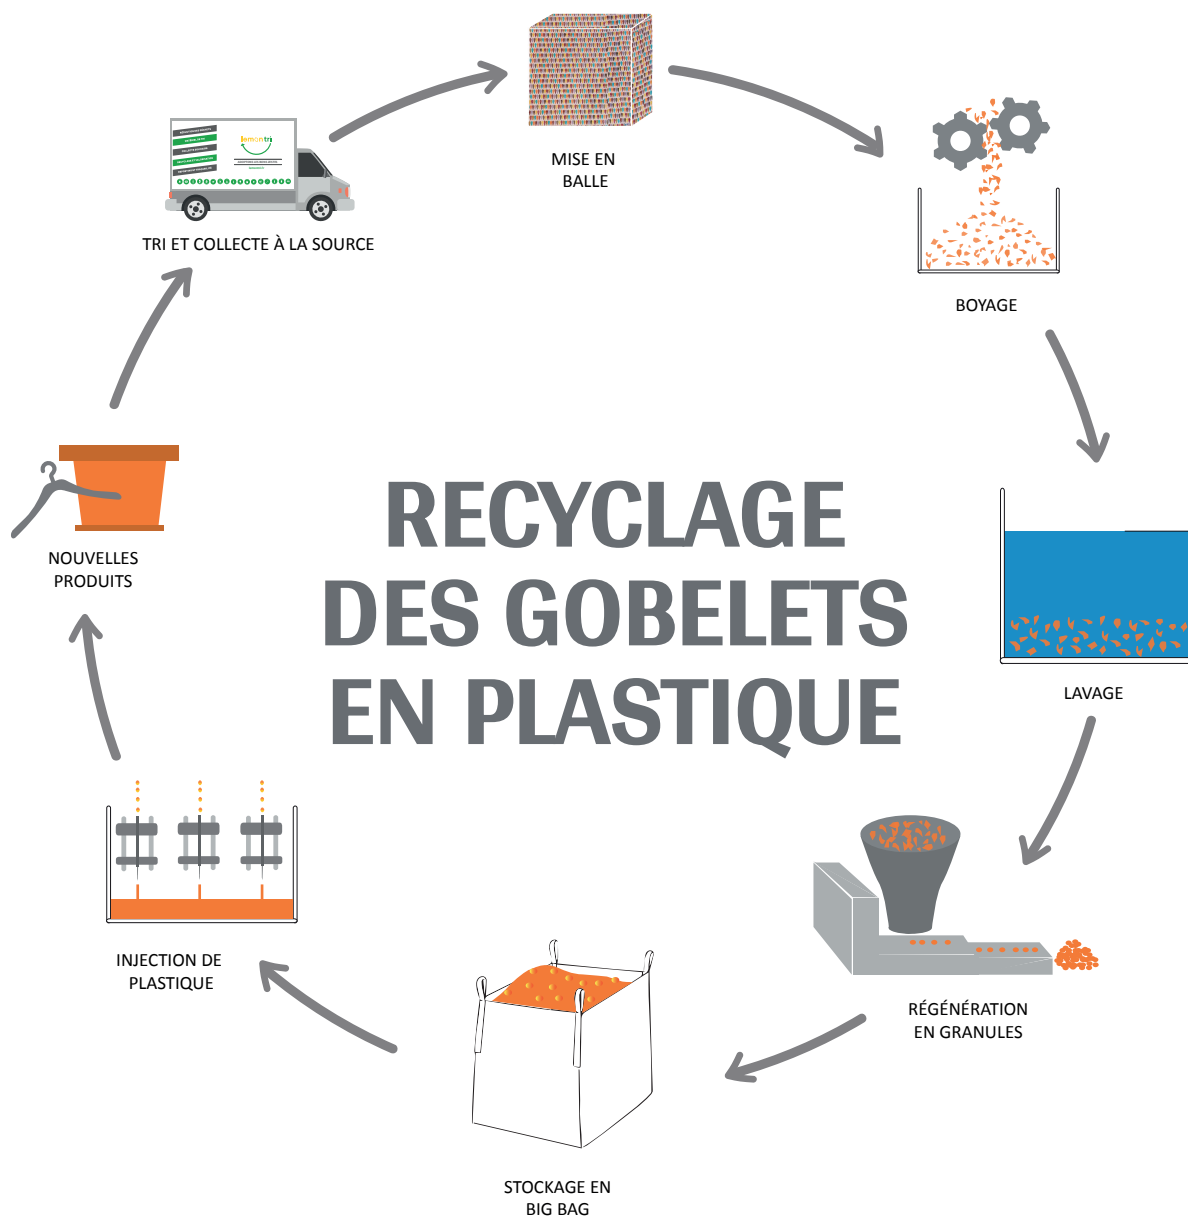 lemontri
TRI ET COLLECTE À LA SOURCE
MISE EN
BALLE
BOYAGE
LAVAGE
RÉGÉNÉRATION
EN GRANULES
STOCKAGE EN
BIG BAG
INJECTION DE
PLASTIQUE
NOUVELLES
PRODUITS
RECYCLAGE
DES GOBELETS
EN PLASTIQUE